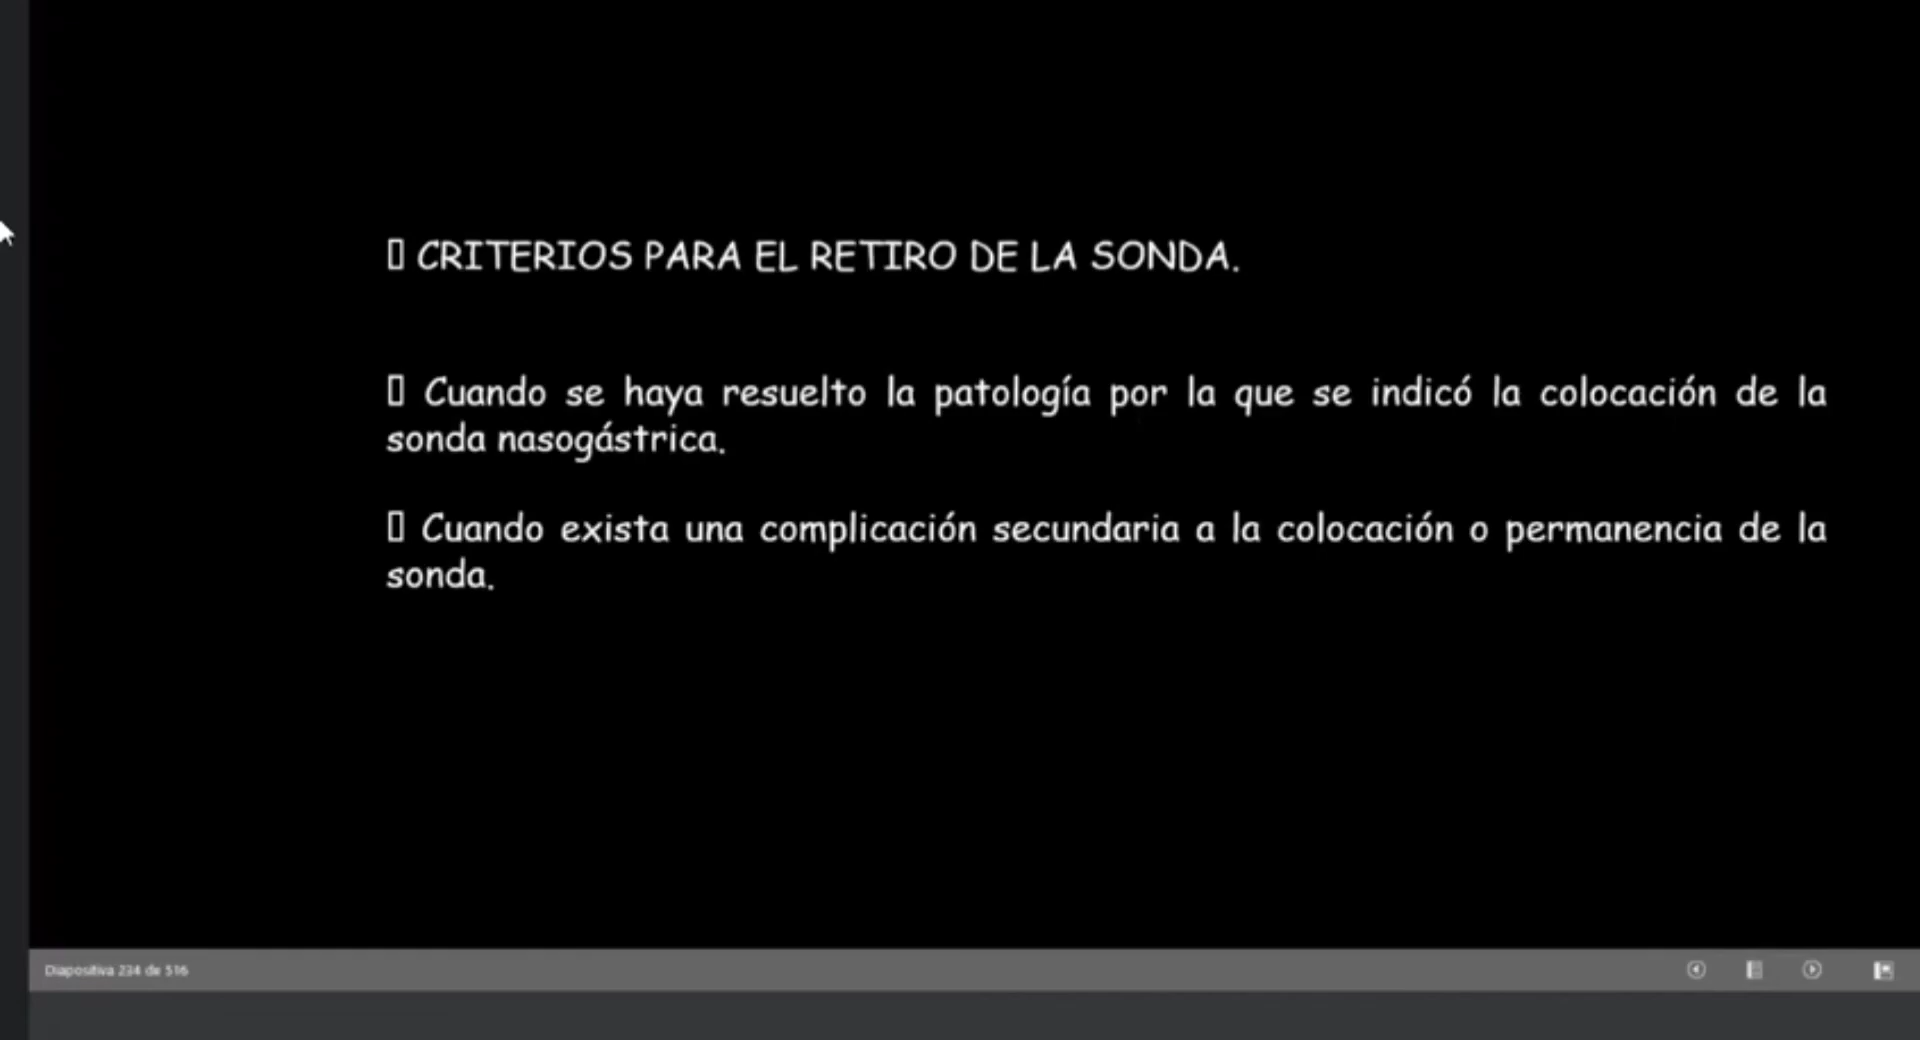 ▯ CRITERIOS PARA EL RETIRO DE LA SONDA.
▯ Cuando se haya resuelto la patología por la que se indicó la colocación de la
sonda nasogástrica.
▯ Cuando exista una complicación secundaria a la colocación o permanencia de la
sonda.
Diapositiva 234 de 516